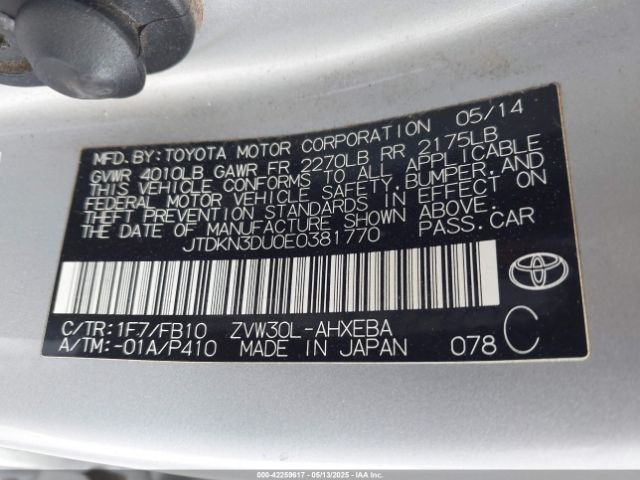 MFD. BY: TOYOTA MOTOR CORPORATION 05/14
GVWR 4010LB GAWR FR 2270LB RR 2175LB
THIS VEHICLE CONFORMS TO ALL APPLICABLE
FEDERAL MOTOR VEHICLE SAFETY, BUMPER, AND
THEFT PREVENTION STANDARDS IN EFFECT ON
THE DATE OF MANUFACTURE SHOWN ABOVE.
JTDKN3DU0E0381770 PASS. CAR
C/TR: 1F7/FB10 ZVW30L-AHXEBA
A/TM: -01A/P410 MADE IN JAPAN 078 C
000-42259617 - 05/13/2025 - IAAI.COM